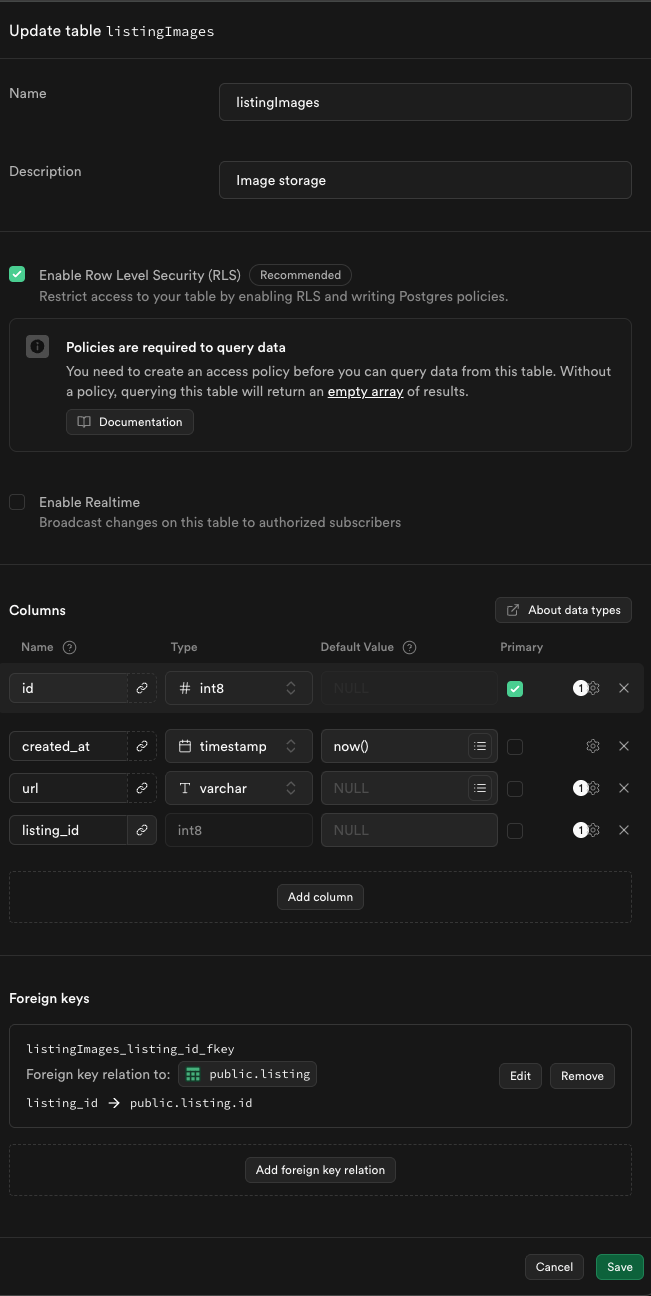 Update table listingImages
Name
listingImages
Description
Image storage
Enable Row Level Security (RLS) Recommended
Restrict access to your table by enabling RLS and writing Postgres policies.
Policies are required to query data
You need to create an access policy before you can query data from this table. Without
a policy, querying this table will return an empty array of results.
Documentation
Enable Realtime
Broadcast changes on this table to authorized subscribers
Columns
About data types
Name Type Default Value Primary
id # int8 NULL 1
created_at timestamp now()
url T varchar NULL 1
listing_id int8 NULL 1
Add column
Foreign keys
listingImages_listing_id_fkey
Foreign key relation to: public.listing
listing_id → public.listing.id
Edit Remove
Add foreign key relation
Cancel Save